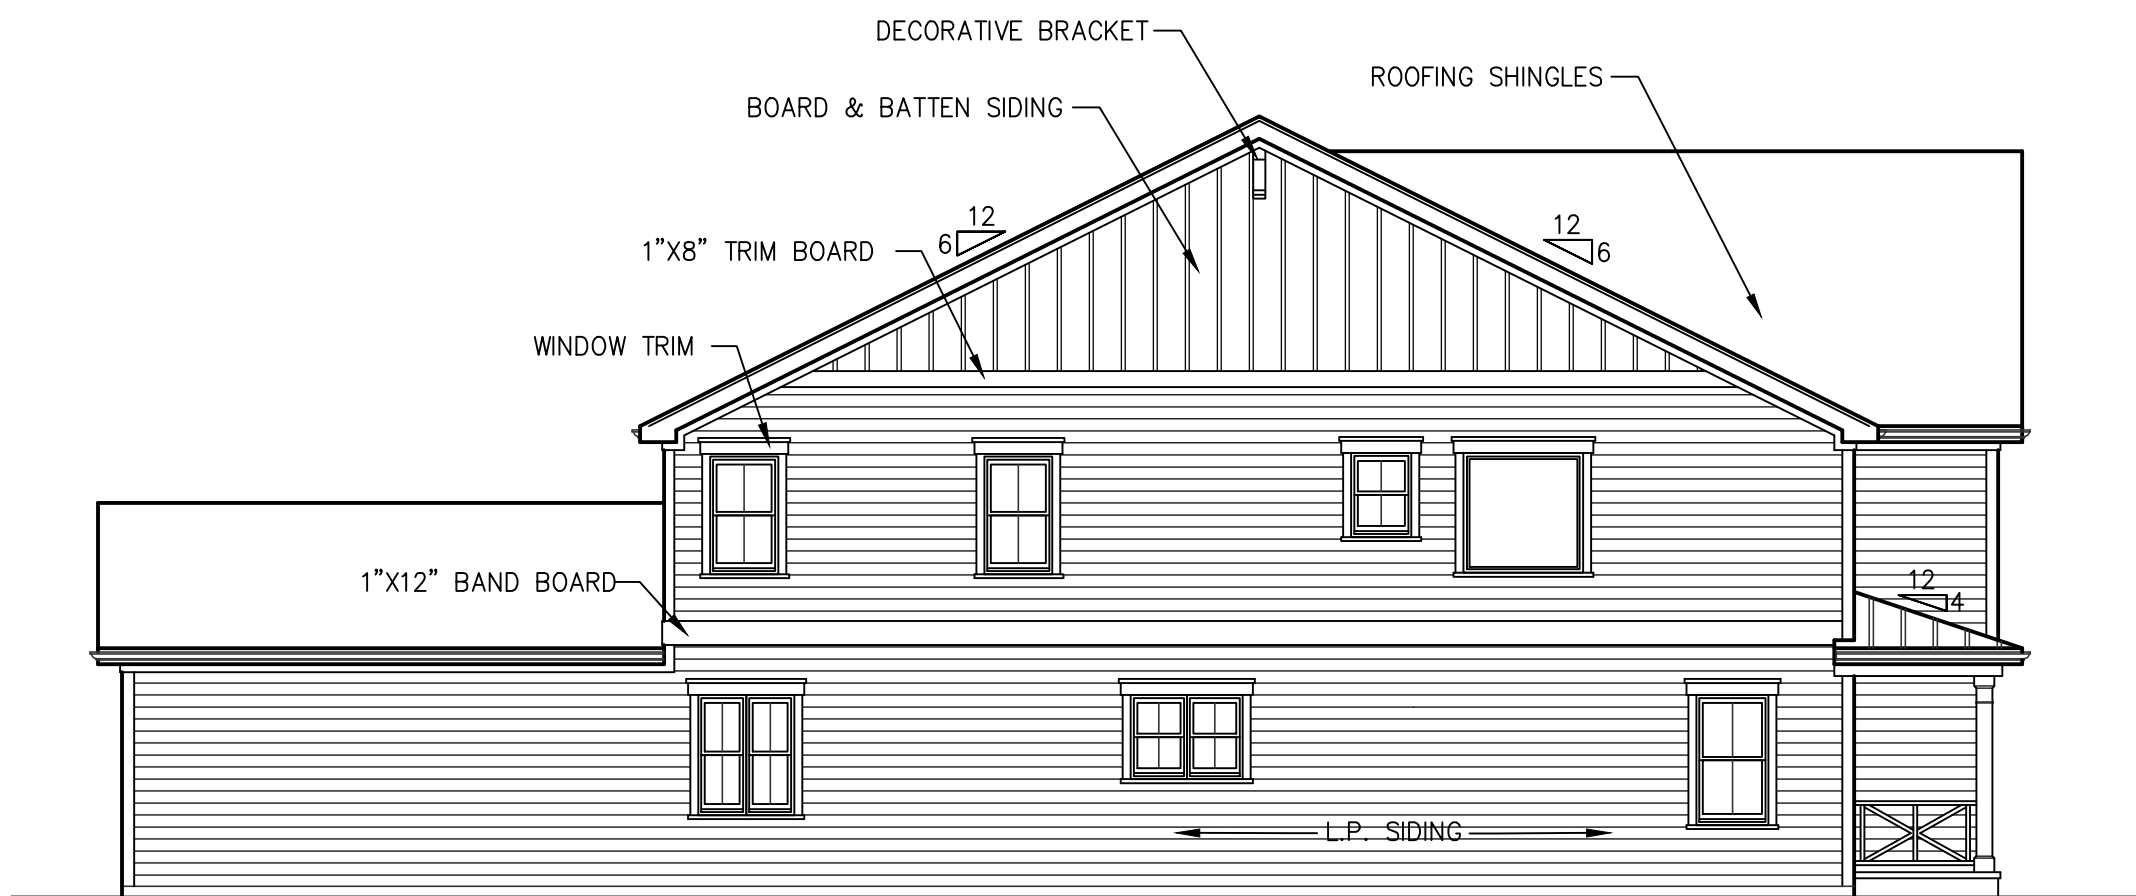 DECORATIVE BRACKET
ROOFING SHINGLES
BOARD & BATTEN SIDING
12
6
12
6
1”X8” TRIM BOARD
WINDOW TRIM
1”X12” BAND BOARD
12
4
L.P. SIDING